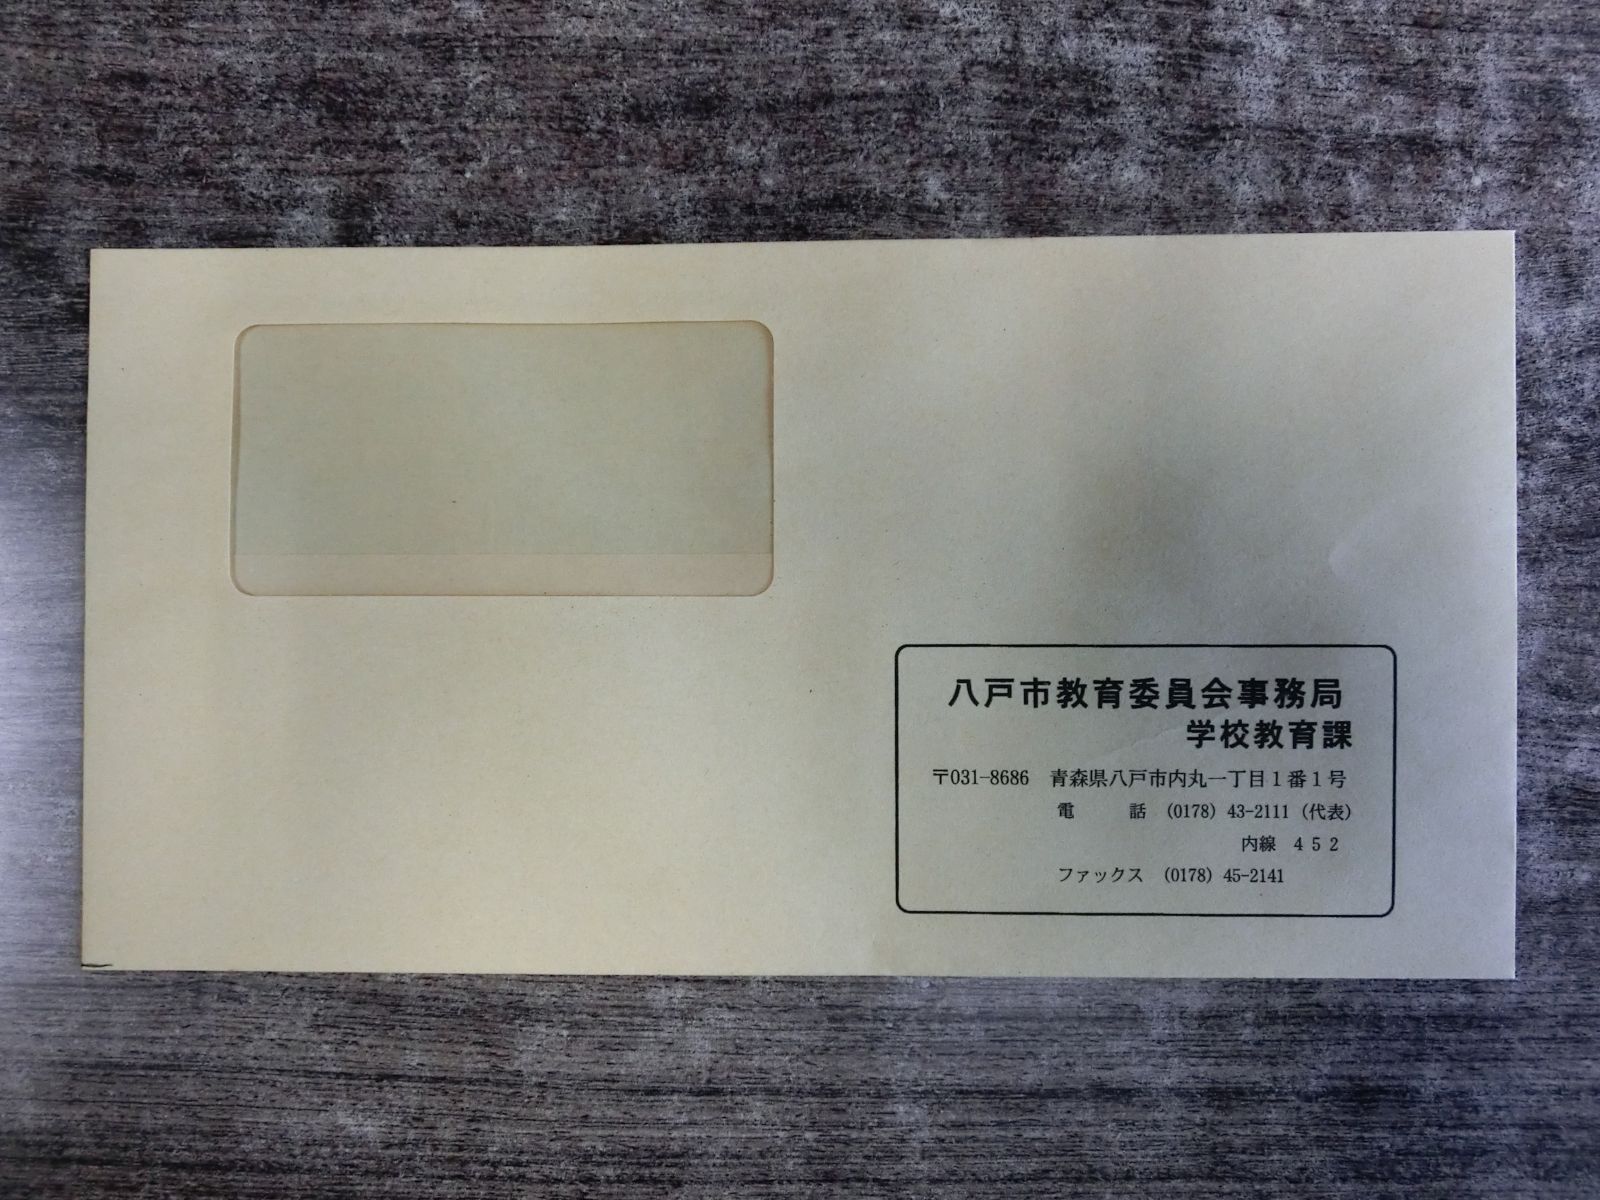 八戸市教育委員会事務局
学校教育課
〒031-8686 青森県八戸市内丸一丁目1番1号
電　　話 (0178) 43-2111 (代表)
内線 452
ファックス (0178) 45-2141